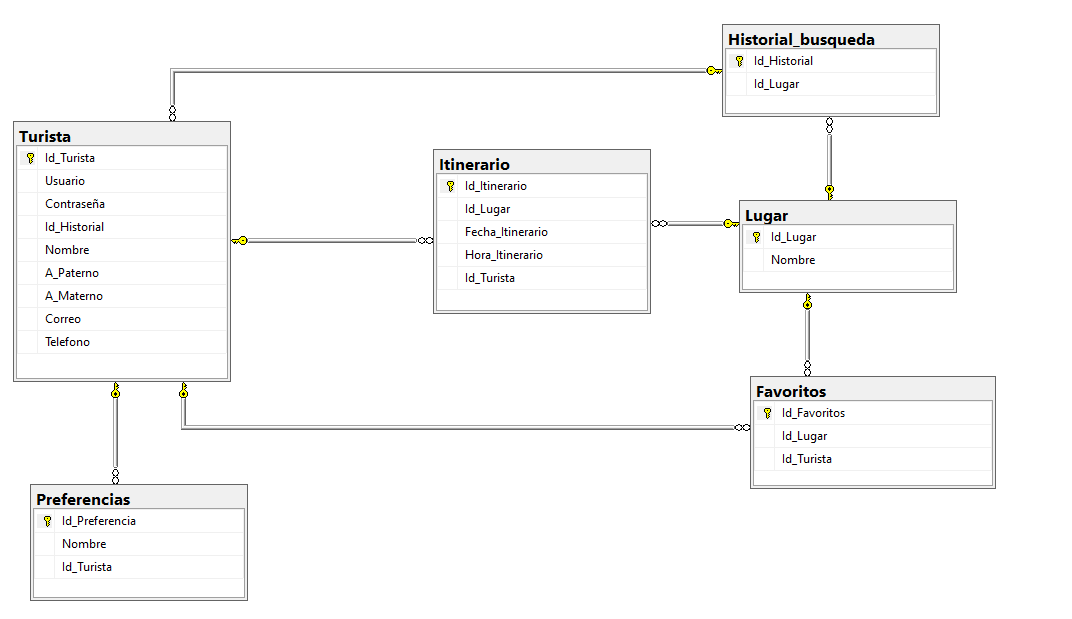 Historial_busqueda
Id_Historial
Id_Lugar
Turista
Id_Turista
Usuario
Contraseña
Id_Historial
Nombre
A_Paterno
A_Materno
Correo
Telefono
Itinerario
Id_Itinerario
Id_Lugar
Fecha_Itinerario
Hora_Itinerario
Id_Turista
Lugar
Id_Lugar
Nombre
Favoritos
Id_Favoritos
Id_Lugar
Id_Turista
Preferencias
Id_Preferencia
Nombre
Id_Turista